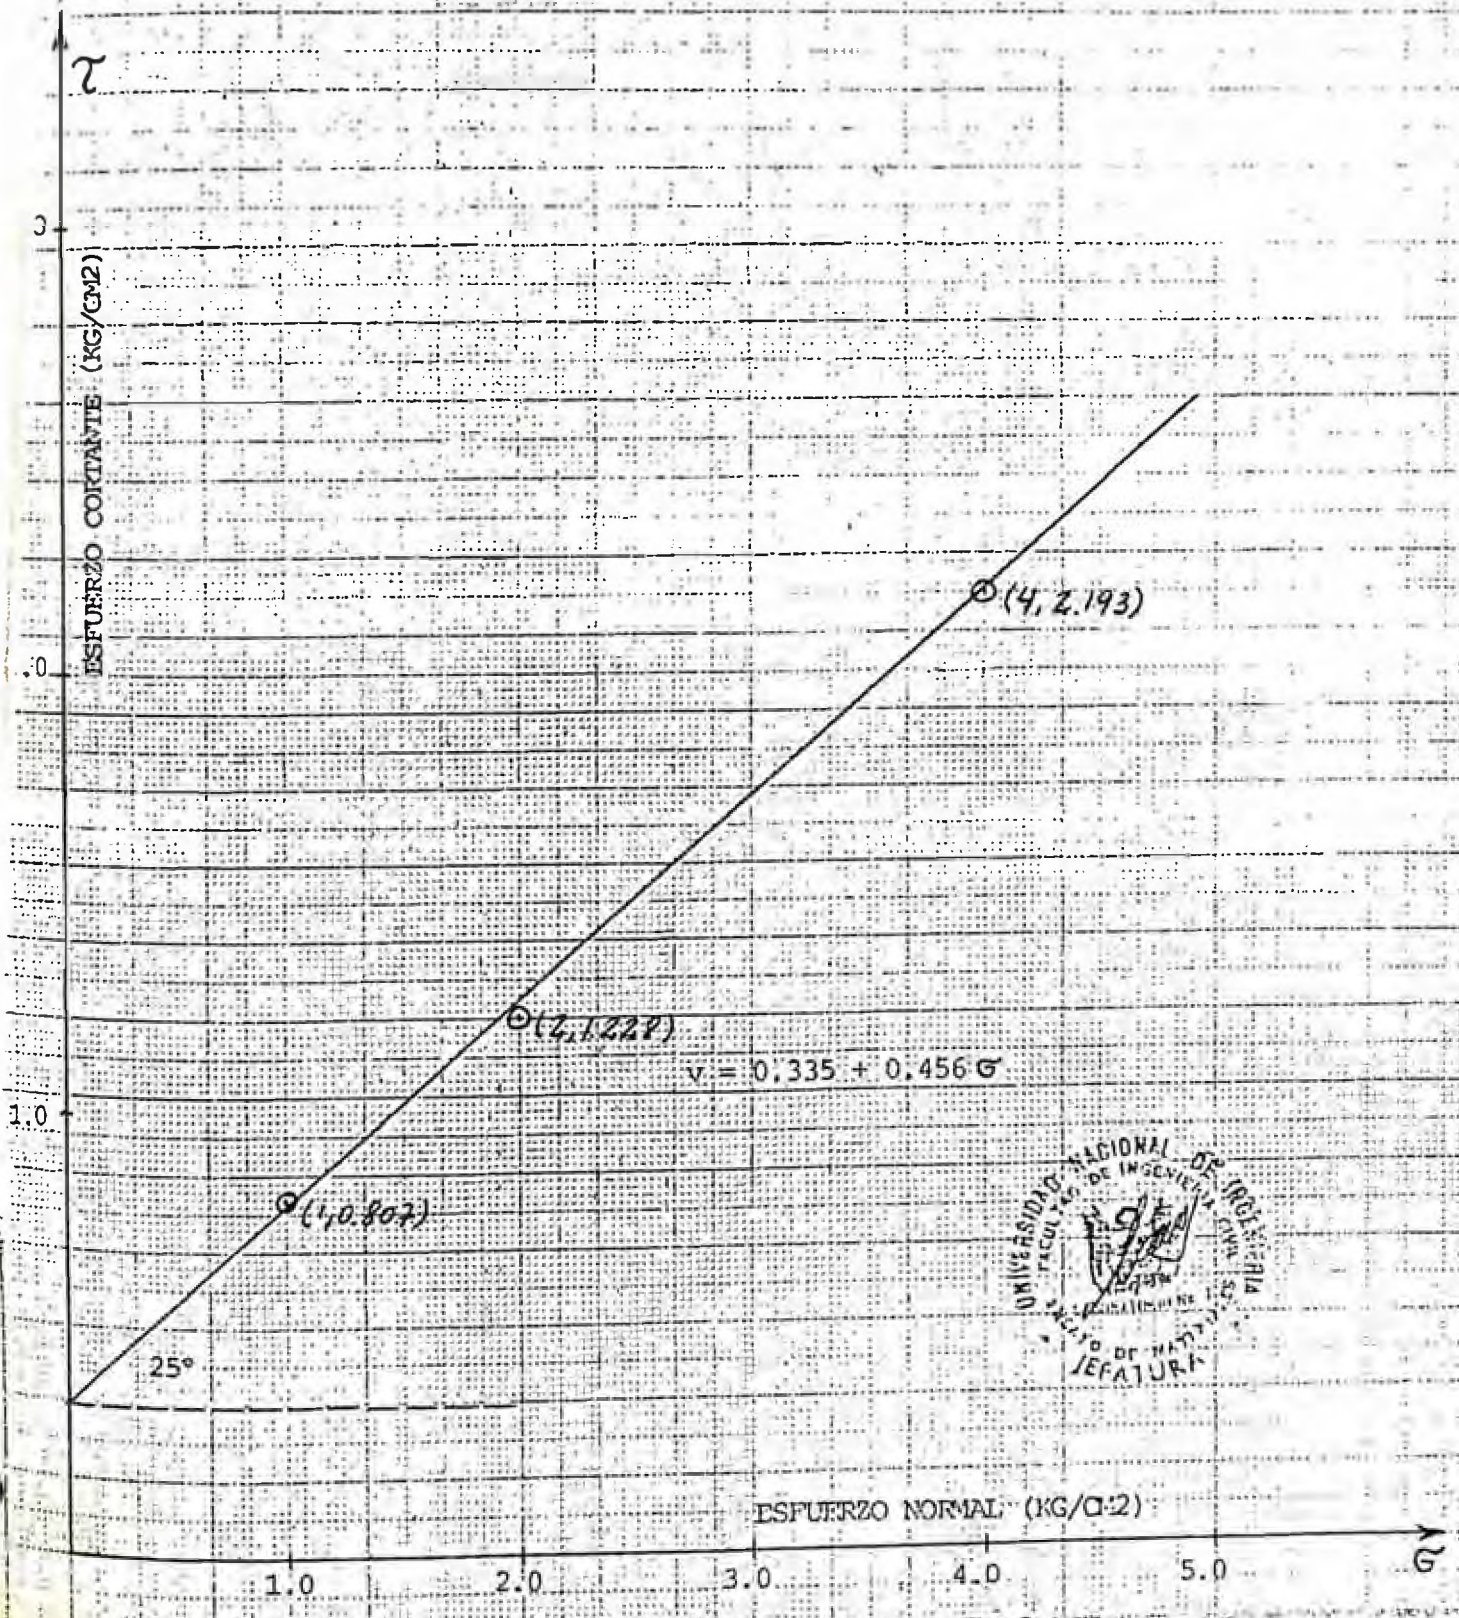 τ
ESFUERZO CORTANTE (KG/CM2)
0
(4, 2.193)
.0
(2, 1.228)
v = 0.335 + 0.456 σ
1.0
(1, 0.807)
UNIVERSIDAD NACIONAL DE INGENIERIA
FACULTAD DE INGENIERIA CIVIL
JEFATURA
25°
ESFUERZO NORMAL (KG/CM2)
σ
1.0 2.0 3.0 4.0 5.0